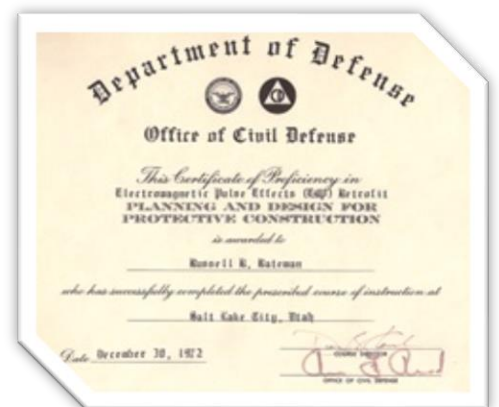 Department of Defense
Office of Civil Defense
This Certificate of Proficiency in
Electromagnetic Pulse Effects (EMP) Retrofit
PLANNING AND DESIGN FOR
PROTECTIVE CONSTRUCTION
is awarded to
Russell B. Bateman
who has successfully completed the prescribed course of instruction at
Salt Lake City, Utah
Date December 30, 1972
COURSE DIRECTOR
OFFICE OF CIVIL DEFENSE